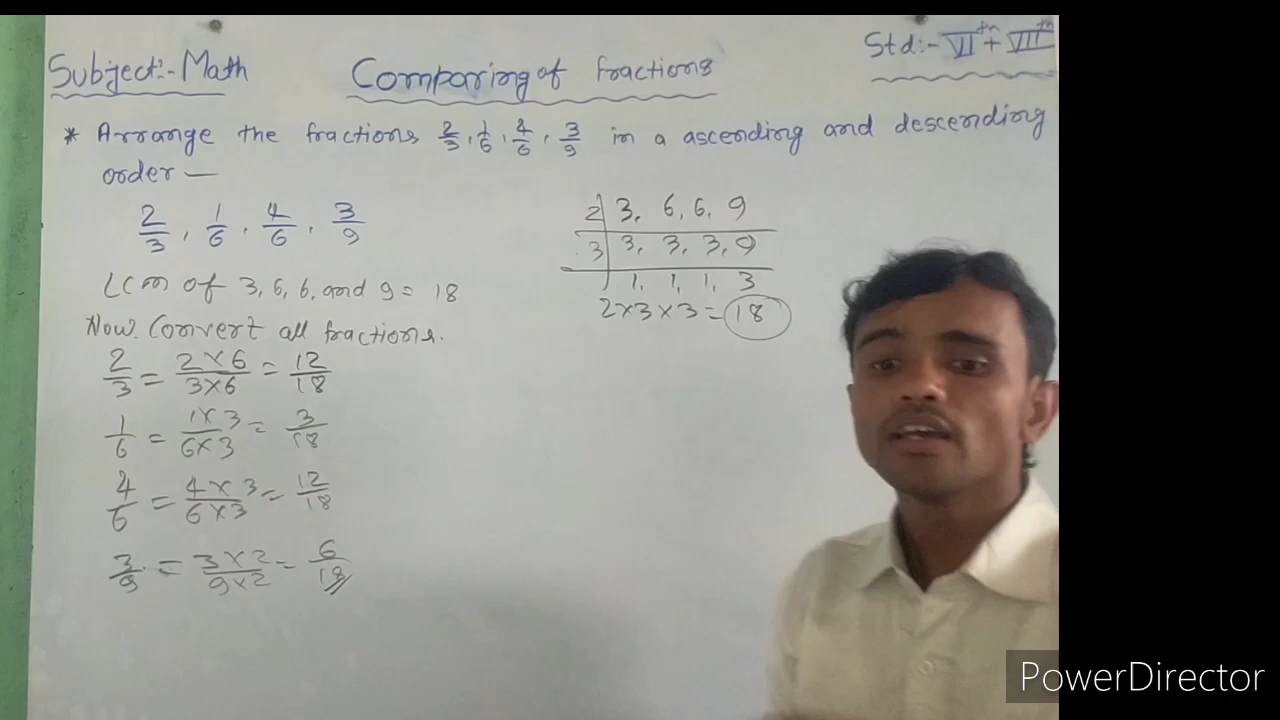 Subject:- Math
Comparing of fractions
Std:- VIth + VIIth
* Arrange the fractions 2/3, 1/6, 4/6, 3/9 in a ascending and descending
order —
2/3, 1/6, 4/6, 3/9
LCM of 3, 6, 6, and 9 = 18
Now. Convert all fractions.
2/3 = 2×6/3×6 = 12/18
1/6 = 1×3/6×3 = 3/18
4/6 = 4×3/6×3 = 12/18
3/9 = 3×2/9×2 = 6/18
2 | 3, 6, 6, 9
3 | 3, 3, 3, 9
1, 1, 1, 3
2×3×3 = 18
PowerDirector